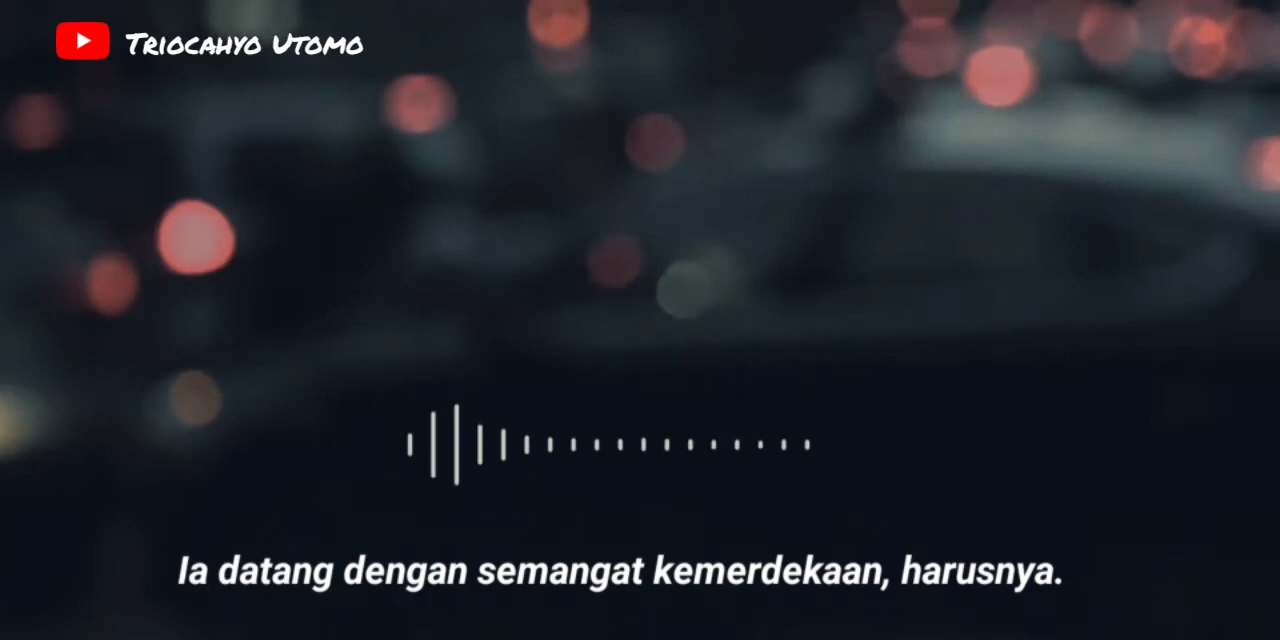 Triocahyo Utomo
Ia datang dengan semangat kemerdekaan, harusnya.